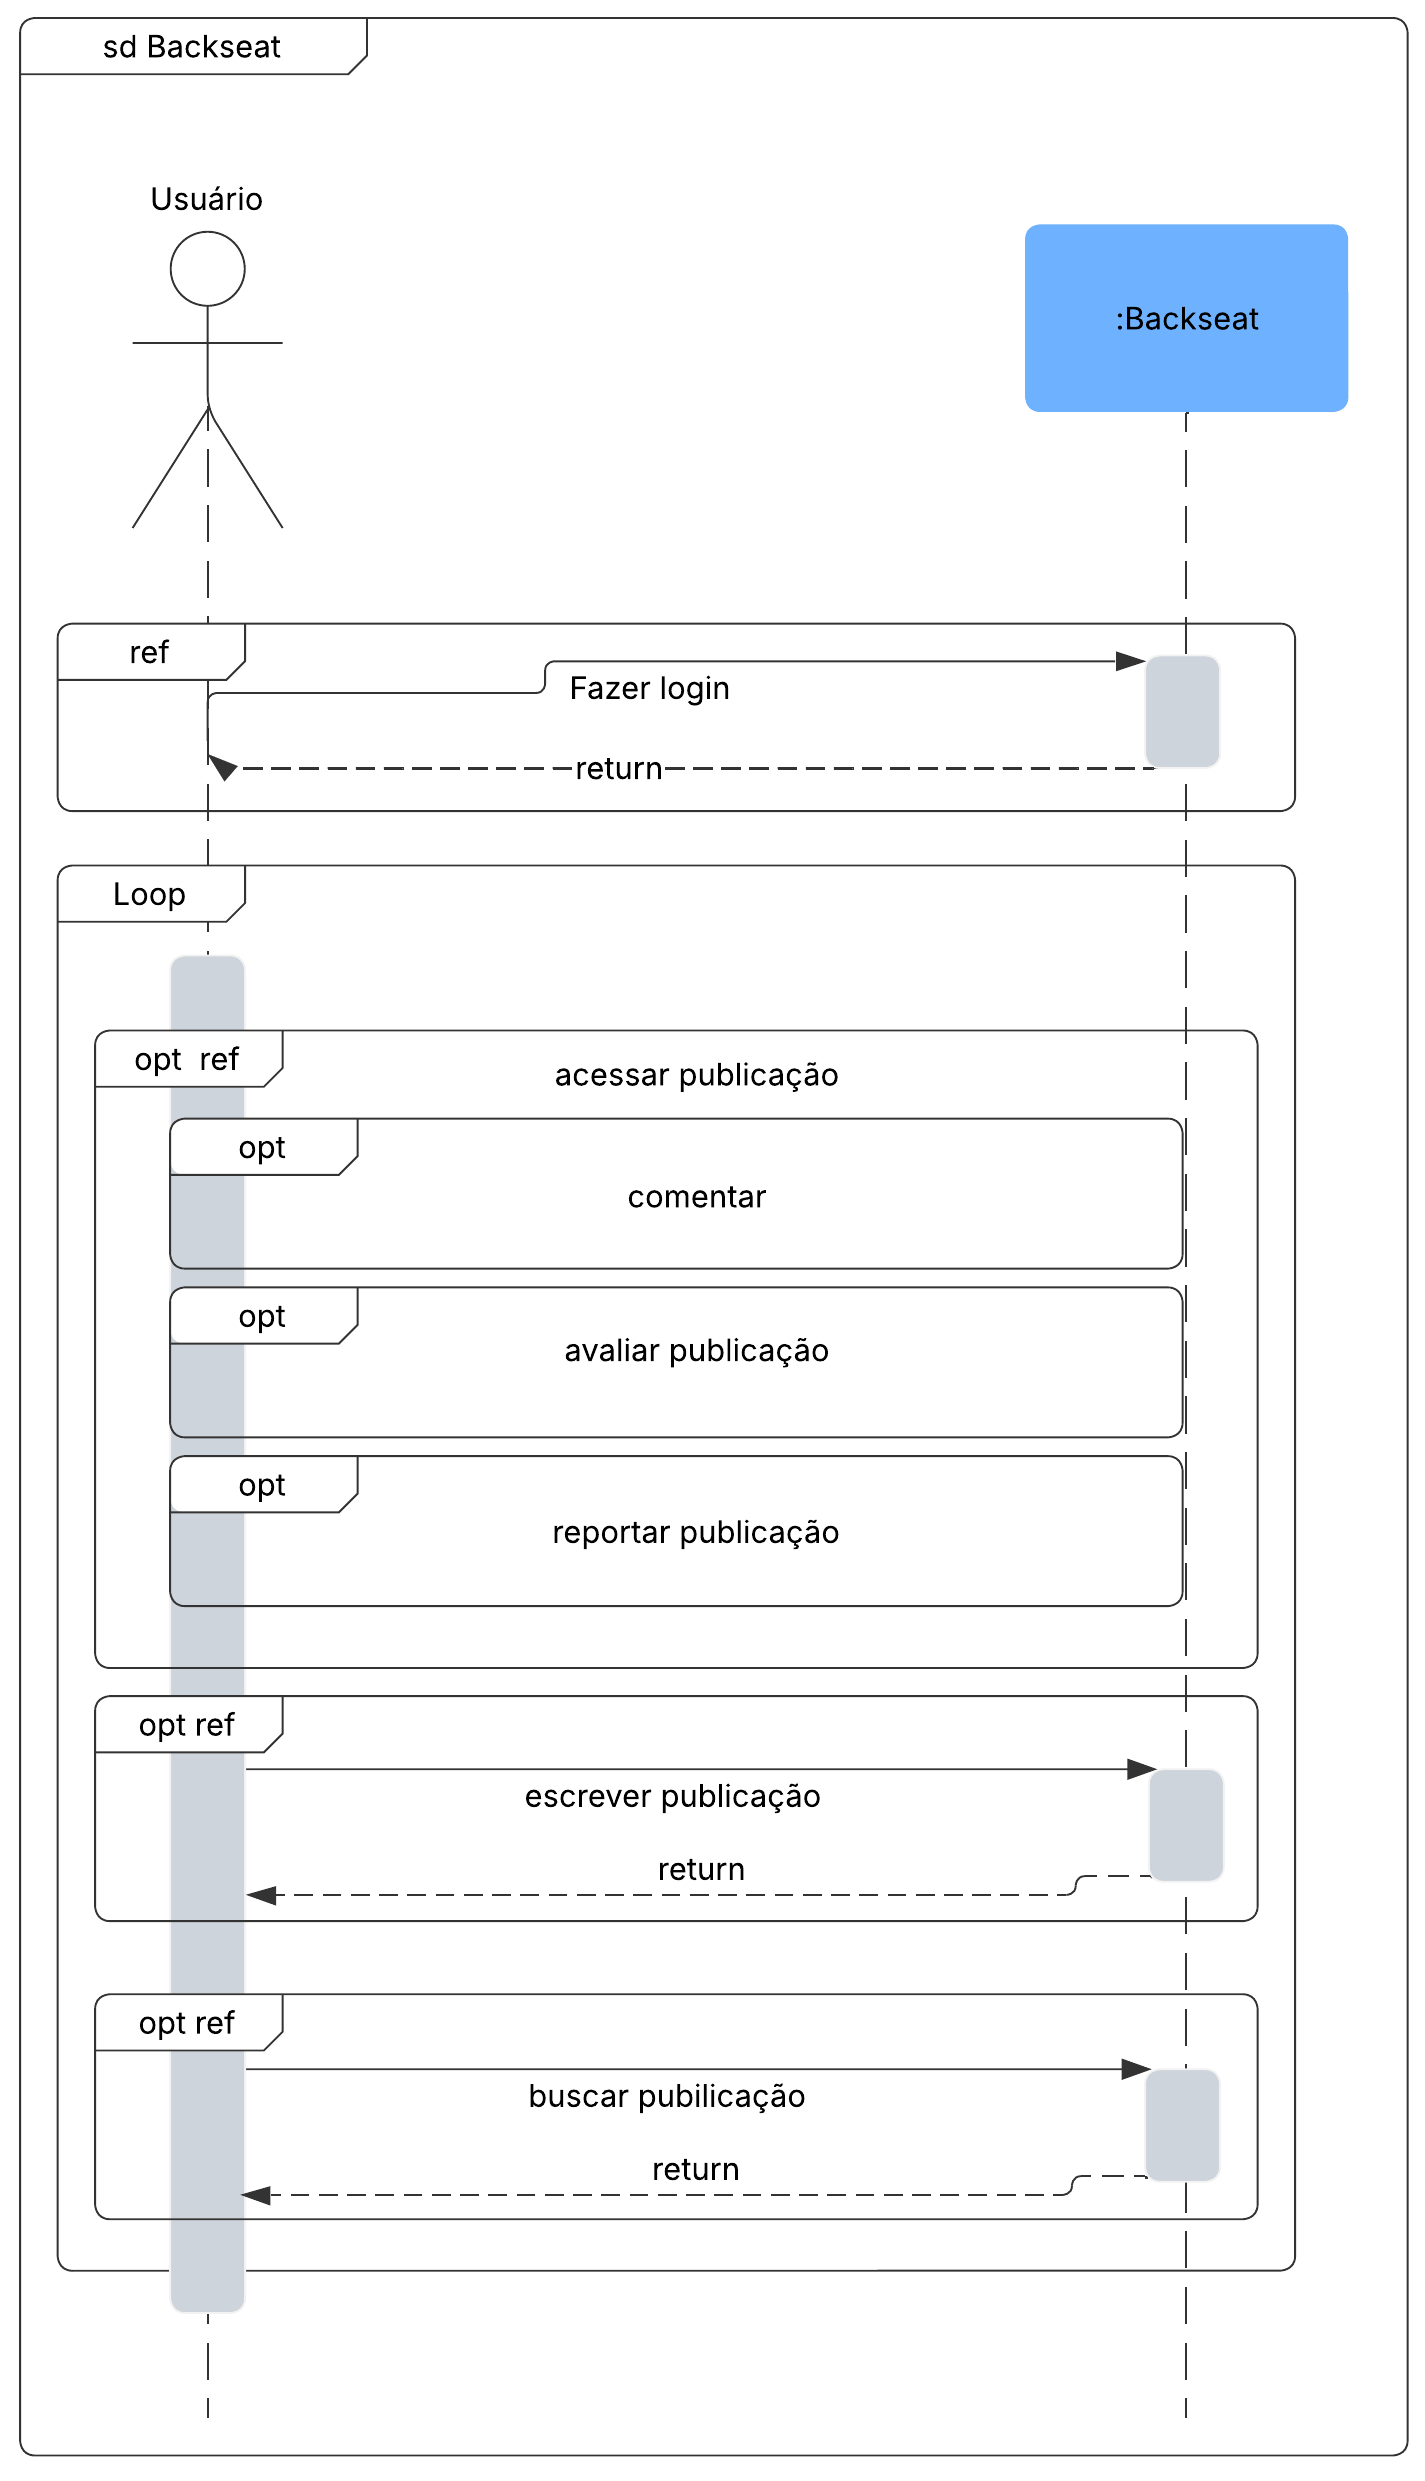 sd Backseat
Usuário
:Backseat
ref
Fazer login
return
Loop
opt  ref
acessar publicação
opt
comentar
opt
avaliar publicação
opt
reportar publicação
opt ref
escrever publicação
return
opt ref
buscar pubilicação
return